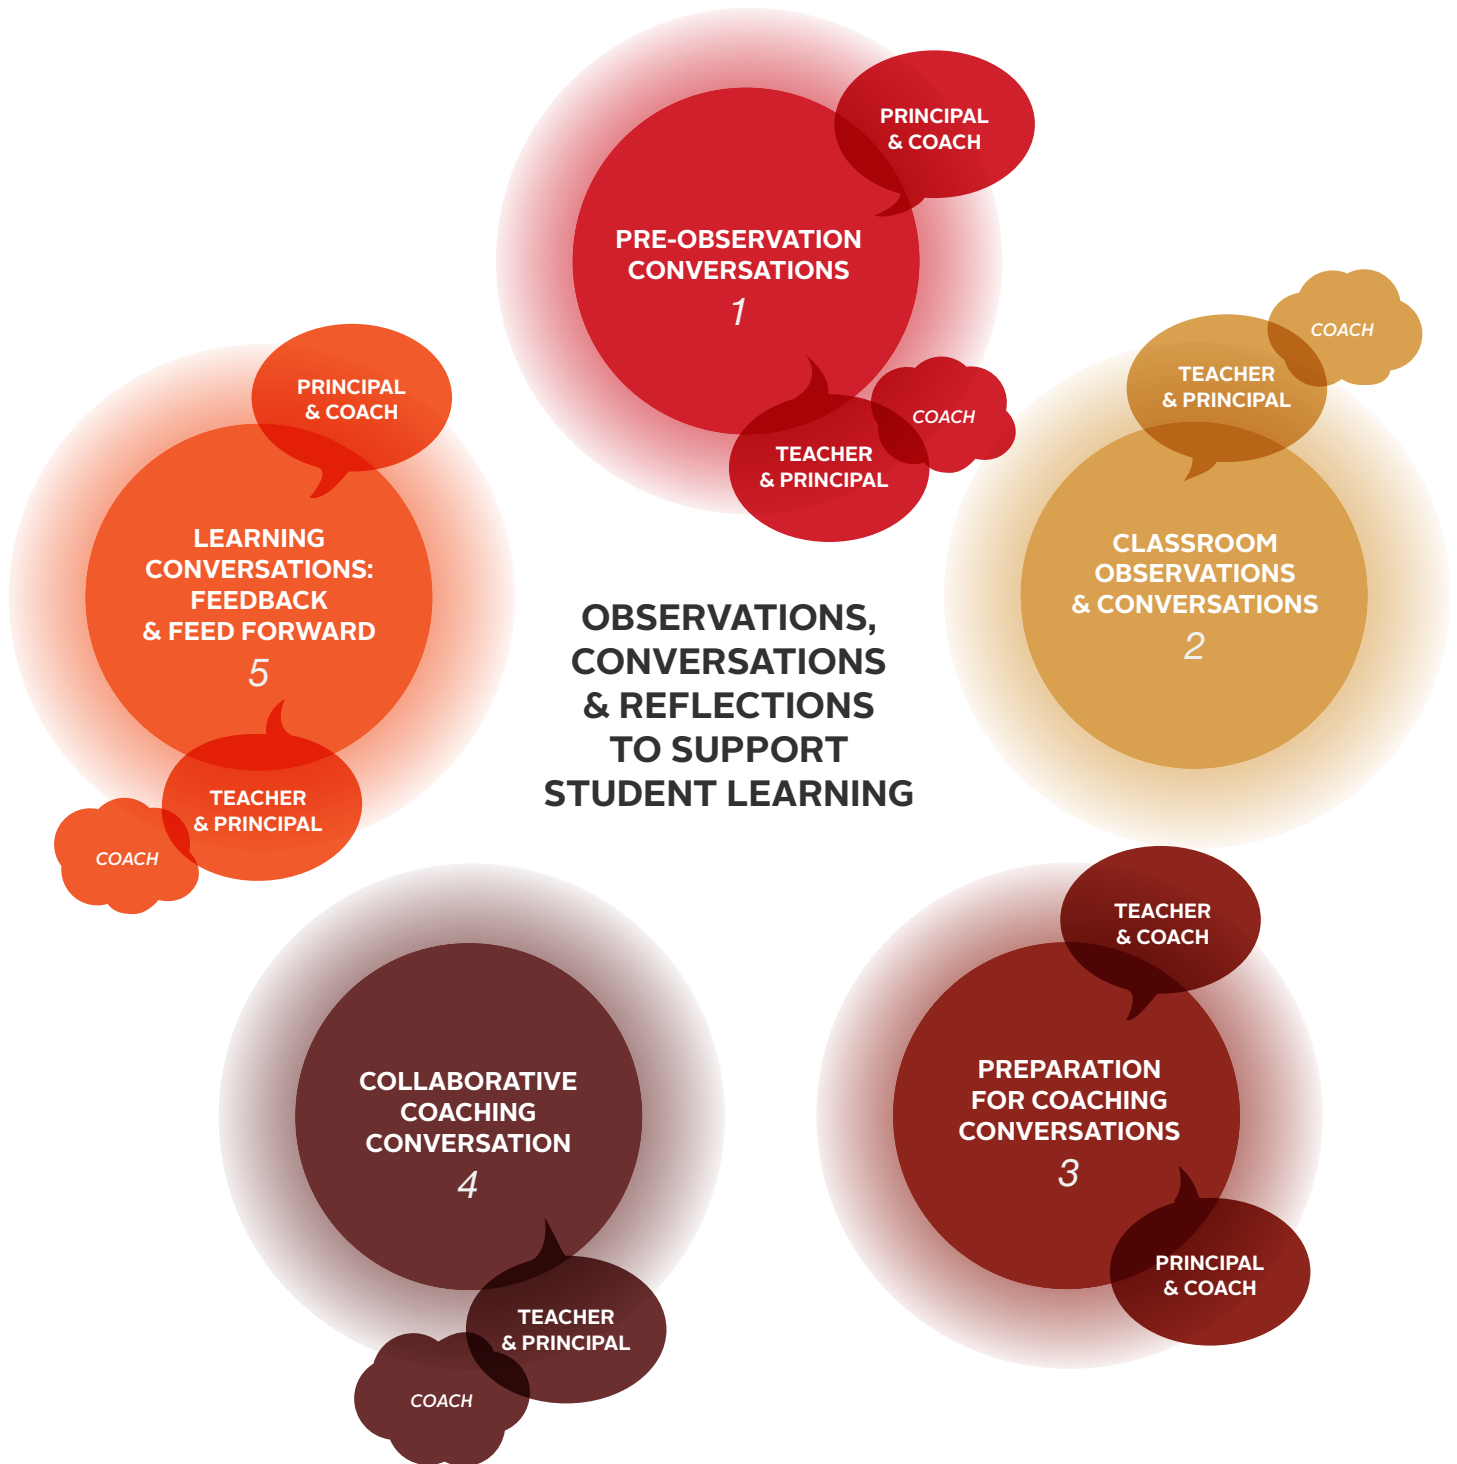 PRINCIPAL
& COACH
PRE-OBSERVATION
CONVERSATIONS
1
COACH
TEACHER
& PRINCIPAL
COACH
TEACHER
& PRINCIPAL
CLASSROOM
OBSERVATIONS
& CONVERSATIONS
2
PRINCIPAL
& COACH
LEARNING
CONVERSATIONS:
FEEDBACK
& FEED FORWARD
5
TEACHER
& PRINCIPAL
COACH
OBSERVATIONS,
CONVERSATIONS
& REFLECTIONS
TO SUPPORT
STUDENT LEARNING
TEACHER
& COACH
PREPARATION
FOR COACHING
CONVERSATIONS
3
PRINCIPAL
& COACH
COLLABORATIVE
COACHING
CONVERSATION
4
TEACHER
& PRINCIPAL
COACH